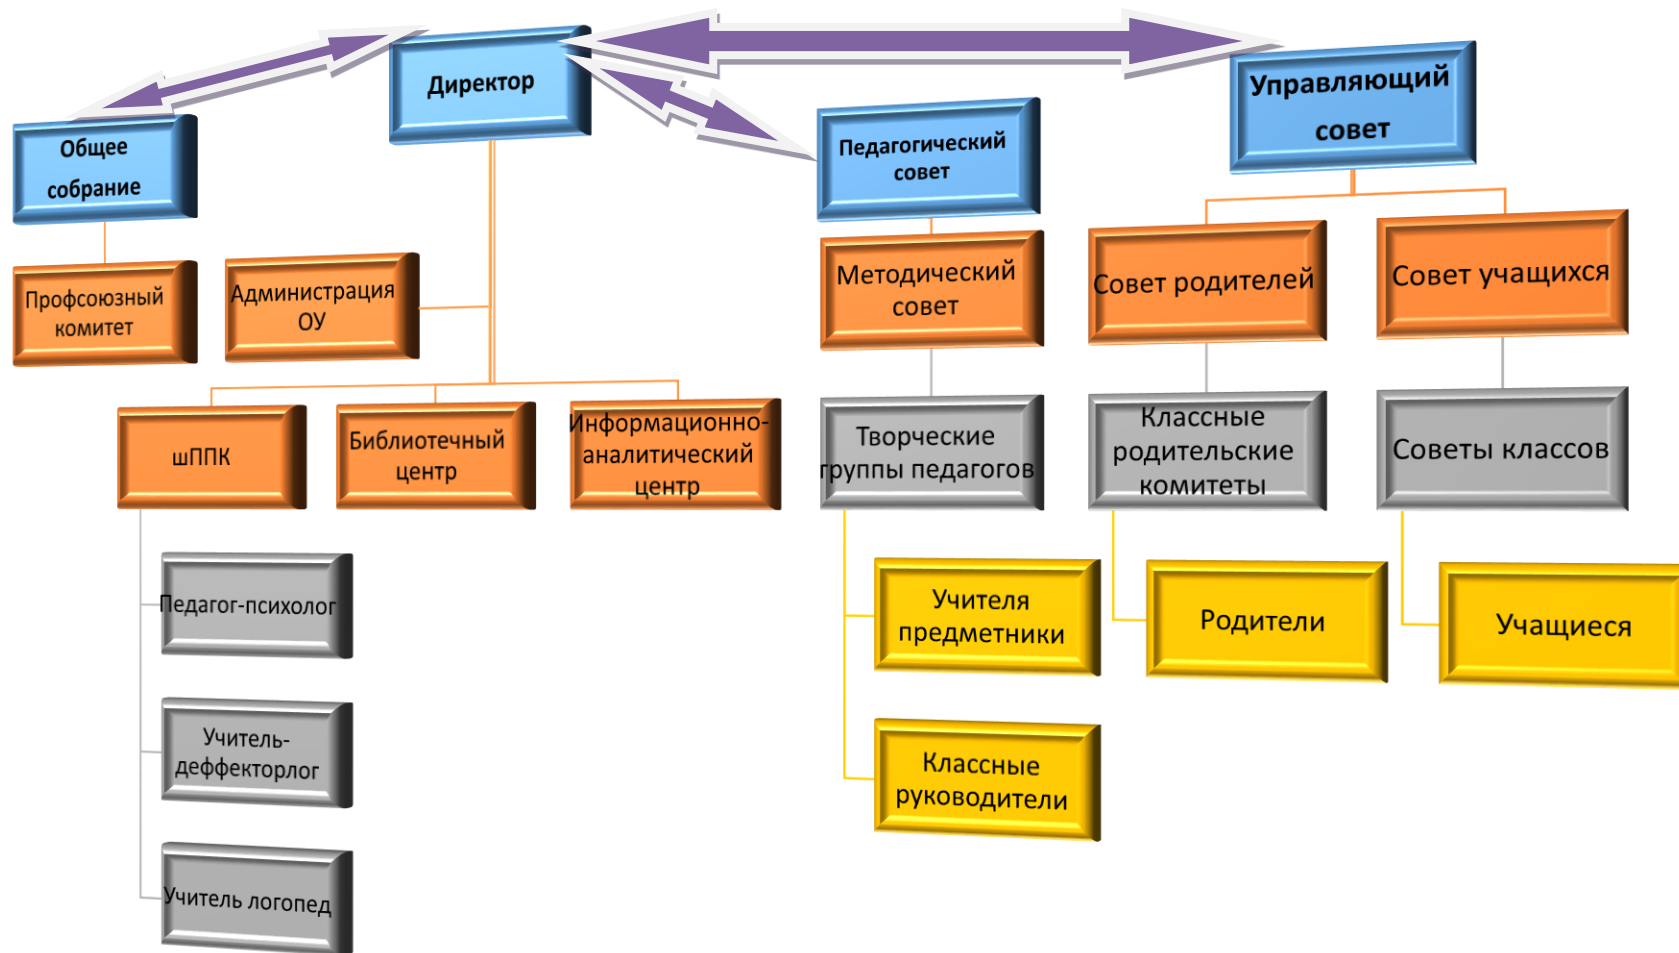 Директор
Управляющий
совет
Общее
собрание
Педагогический
совет
Профсоюзный
комитет
Администрация
ОУ
Методический
совет
Совет родителей
Совет учащихся
шППК
Библиотечный
центр
Информационно-
аналитический
центр
Творческие
группы педагогов
Классные
родительские
комитеты
Советы классов
Педагог-психолог
Учитель-
деффекторлог
Учитель логопед
Учителя
предметники
Классные
руководители
Родители
Учащиеся